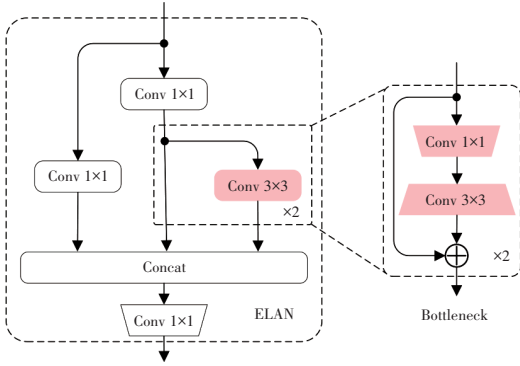 Conv 1×1
Conv 1×1
Conv 3×3
×2
Concat
Conv 1×1
ELAN
Conv 1×1
Conv 3×3
×2
Bottleneck